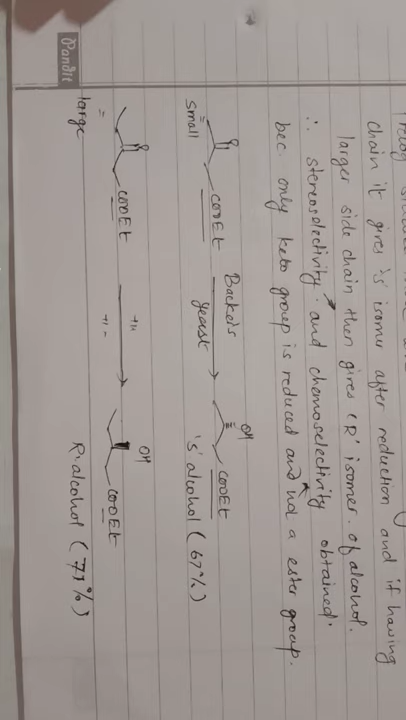 chain it gives 's' isomer after reduction and if having
larger side chain then gives 'R' isomer. of alcohol.
∴ stereoselectivity and chemoselectivity obtained.
bec. only keto group is reduced and not a ester group.
O
COOEt
small
Baker's
yeast
OH
COOEt
's' alcohol (67%)
O
COOEt
large
—"—
—"—
OH
COOEt
R. alcohol (71%)
Pandit